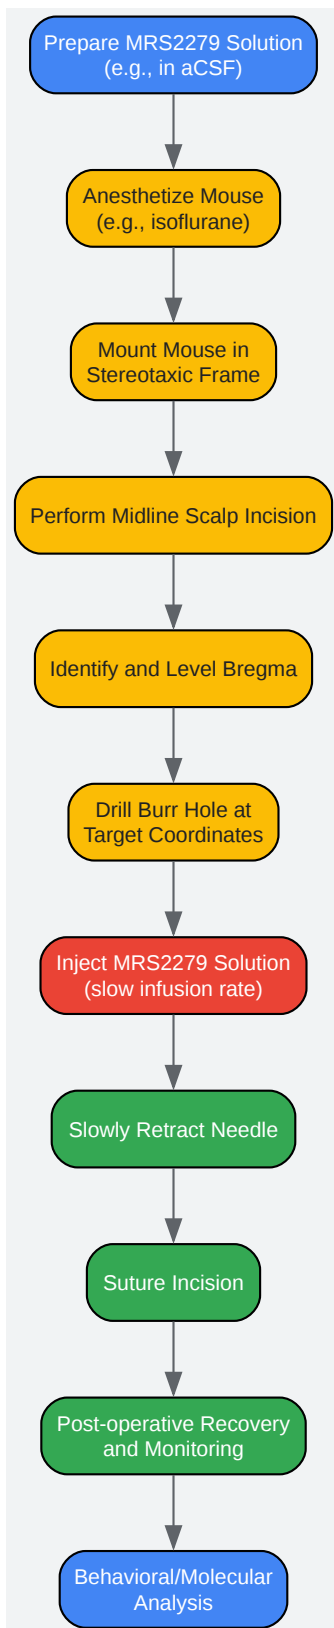 Prepare MRS2279 Solution
(e.g., in aCSF)
Anesthetize Mouse
(e.g., isoflurane)
Mount Mouse in
Stereotaxic Frame
Perform Midline Scalp Incision
Identify and Level Bregma
Drill Burr Hole at
Target Coordinates
Inject MRS2279 Solution
(slow infusion rate)
Slowly Retract Needle
Suture Incision
Post-operative Recovery
and Monitoring
Behavioral/Molecular
Analysis